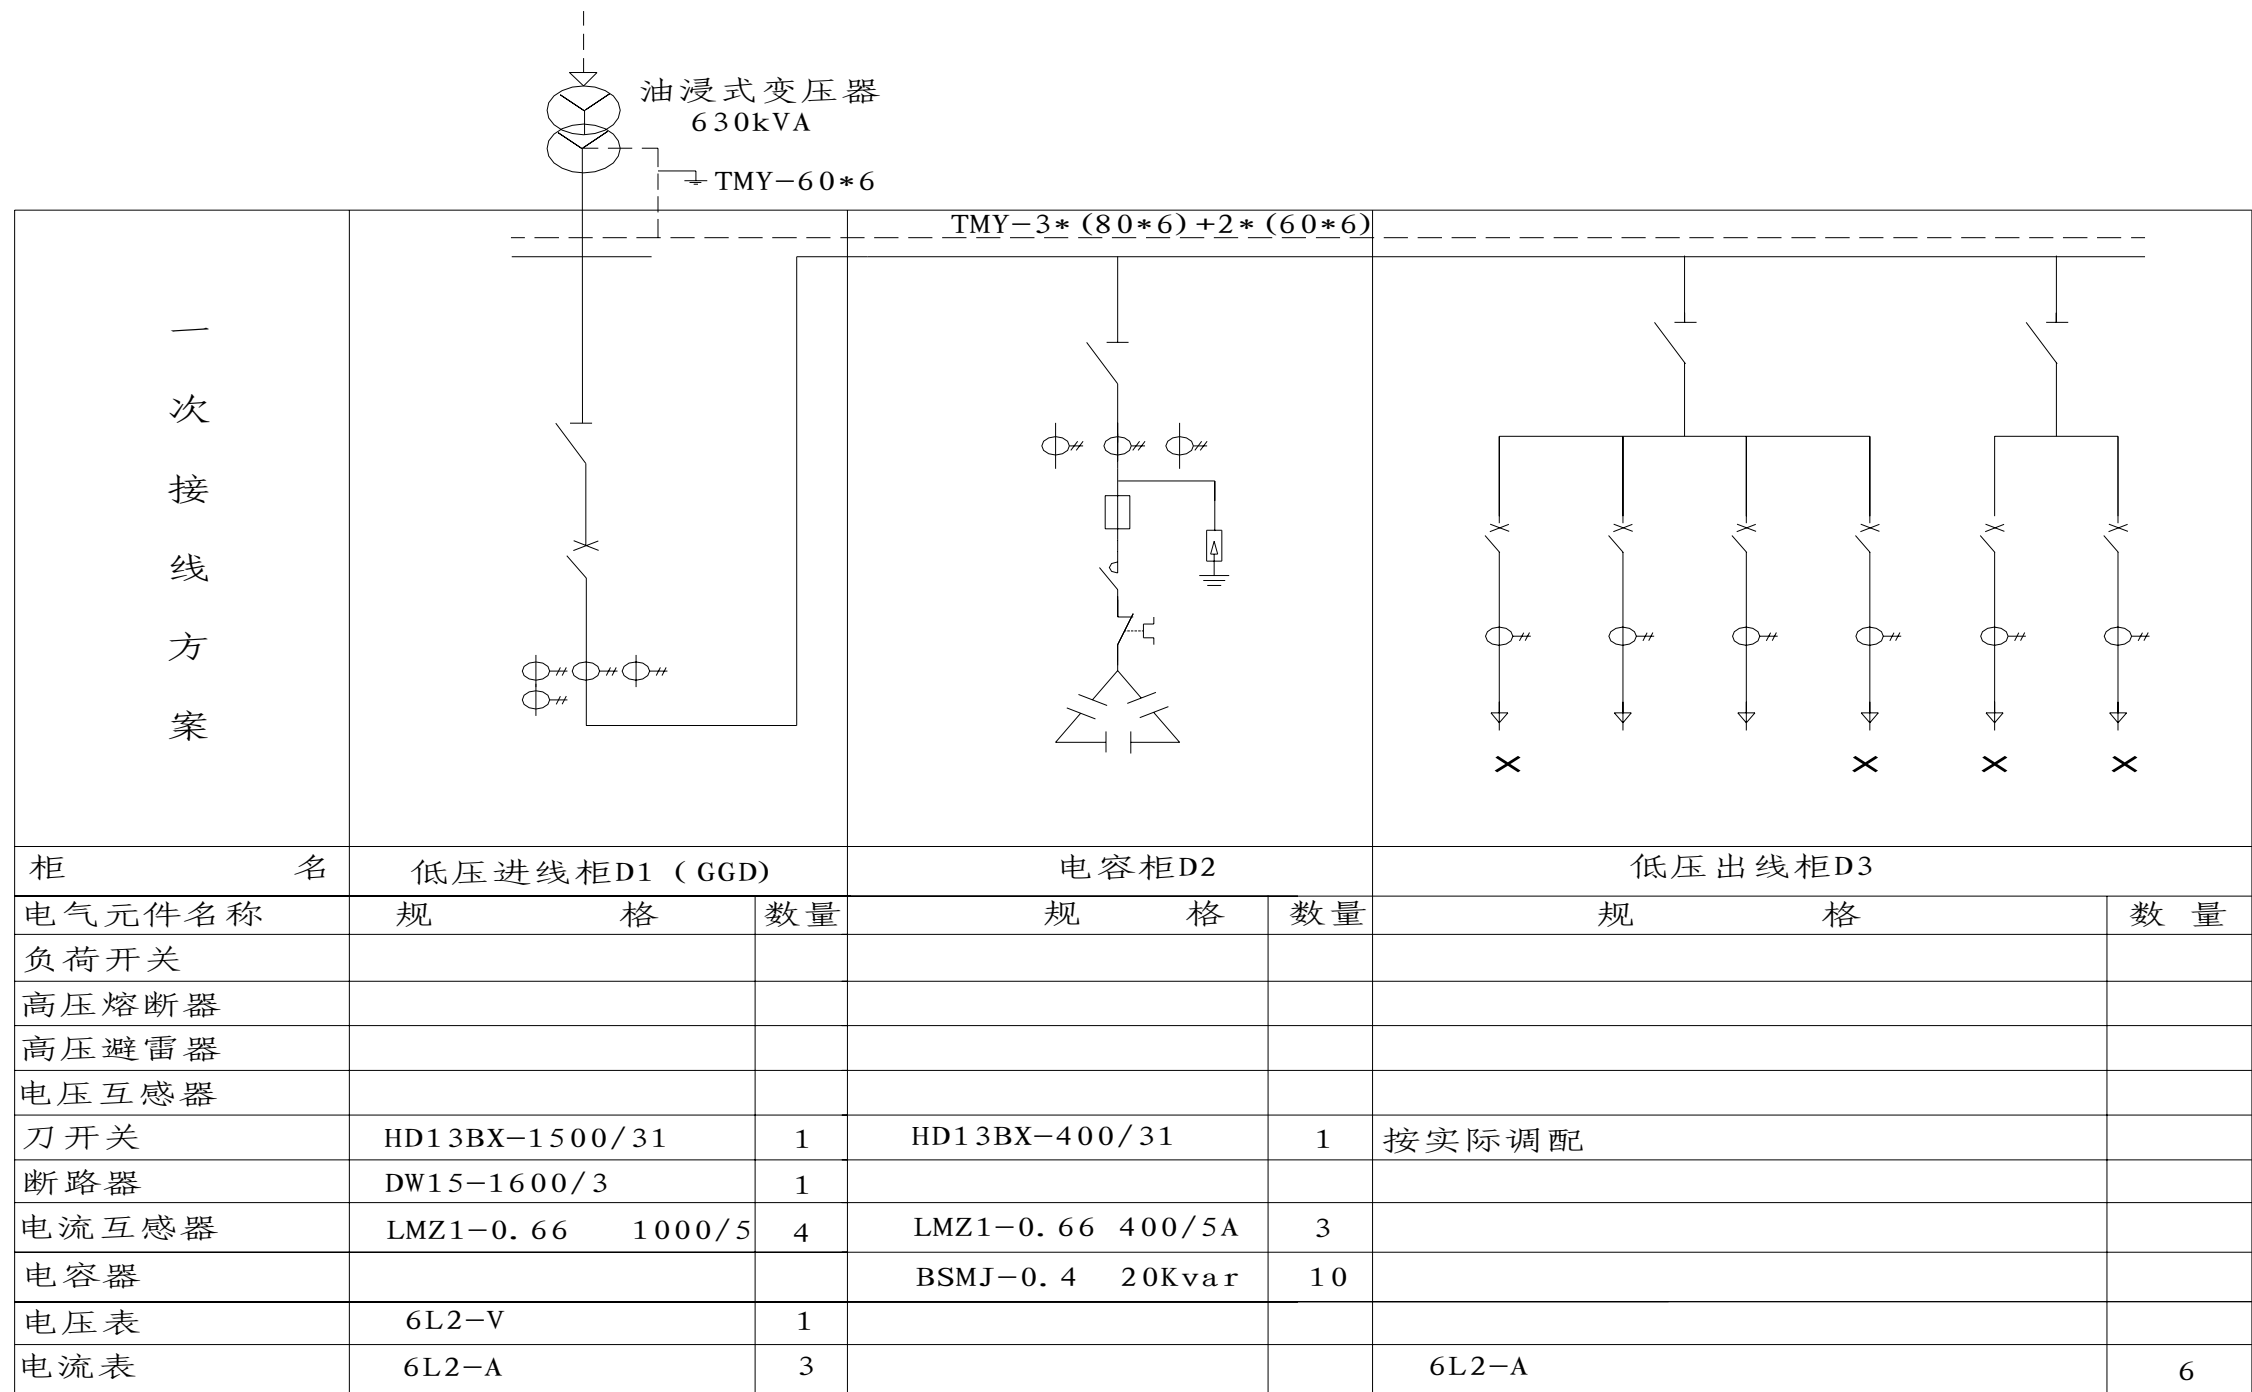 油浸式变压器
630kVA
TMY-60*6
TMY-3*(80*6)+2*(60*6)
一次接线方案
柜 名 低压进线柜D1（GGD） 电容柜D2 低压出线柜D3
电气元件名称 规 格 数量 规 格 数量 规 格 数 量
负荷开关
高压熔断器
高压避雷器
电压互感器
刀开关 HD13BX-1500/31 1 HD13BX-400/31 1 按实际调配
断路器 DW15-1600/3 1
电流互感器 LMZ1-0.66 1000/5 4 LMZ1-0.66 400/5A 3
电容器 BSMJ-0.4 20Kvar 10
电压表 6L2-V 1
电流表 6L2-A 3 6L2-A 6